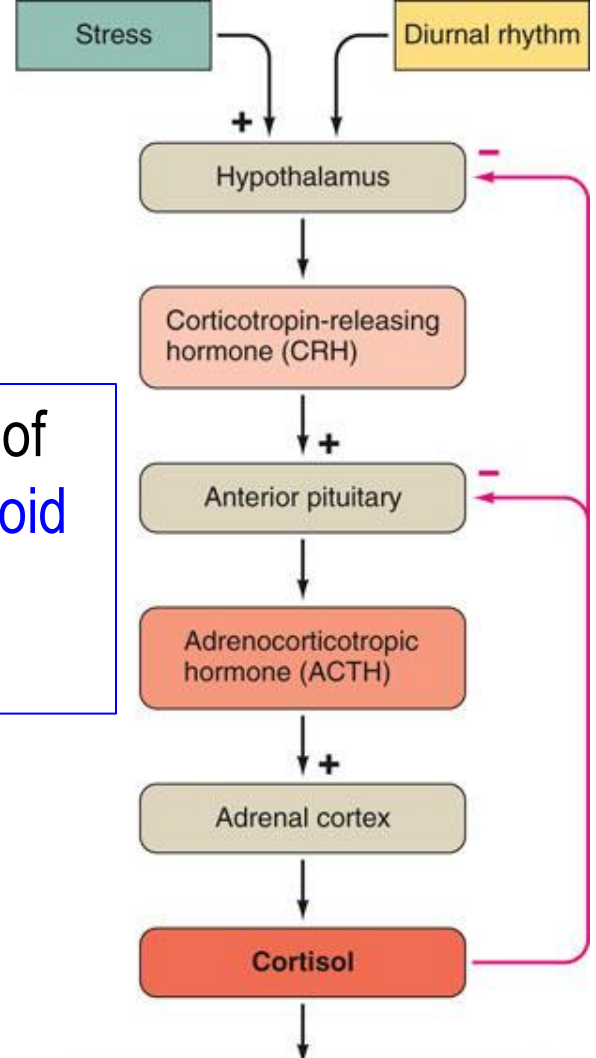 Stress
Diurnal rhythm
+
−
Hypothalamus
Corticotropin-releasing
hormone (CRH)
of
oid
+
−
Anterior pituitary
Adrenocorticotropic
hormone (ACTH)
+
Adrenal cortex
Cortisol